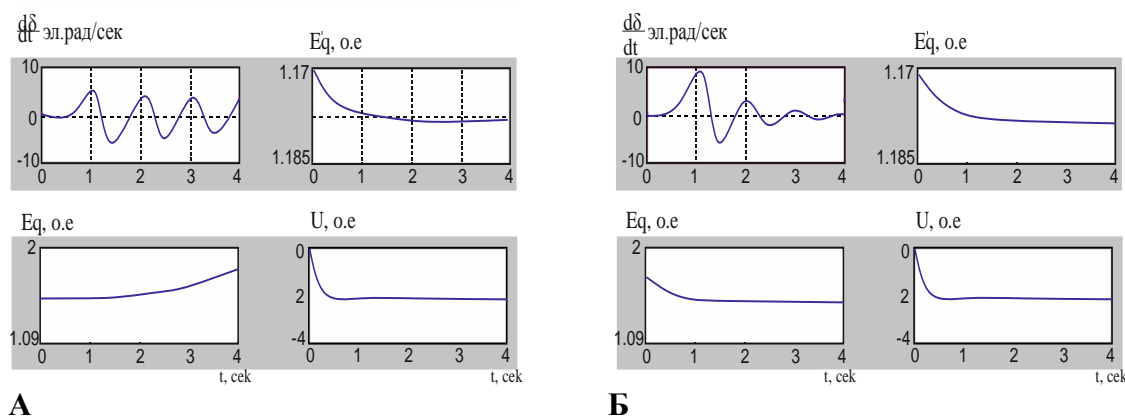 dδ
dt эл.рад/сек
E'q, о.е
10
0
-10
0 1 2 3 4
1.17
1.185
0 1 2 3 4
Eq, о.е
U, о.е
2
1.09
0 1 2 3 4
t, сек
0
2
-4
0 1 2 3 4
t, сек
А
dδ
dt эл.рад/сек
E'q, о.е
10
0
-10
0 1 2 3 4
1.17
1.185
0 1 2 3 4
Eq, о.е
U, о.е
2
1.09
0 1 2 3 4
t, сек
0
2
-4
0 1 2 3 4
t, сек
Б